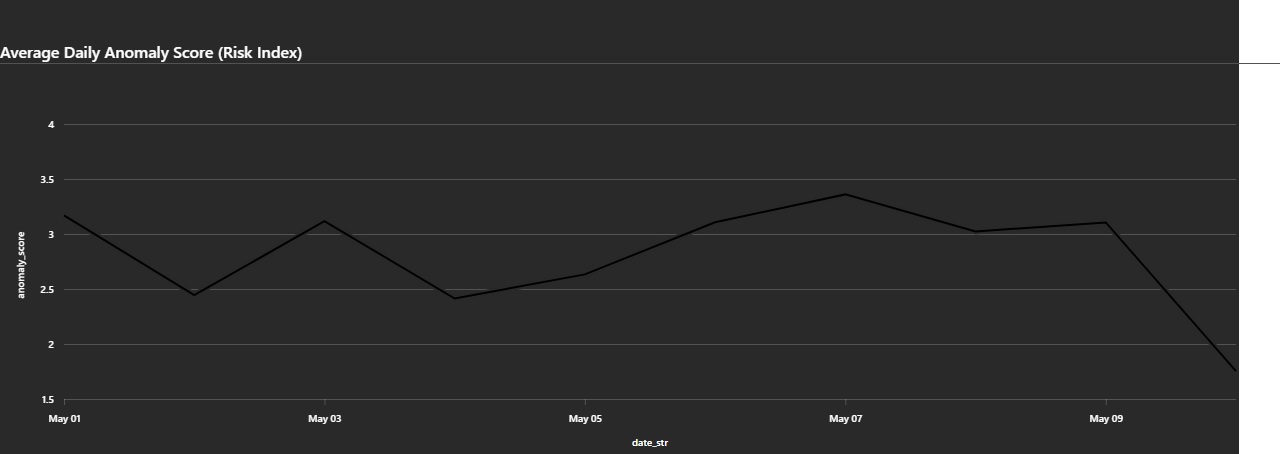 Average Daily Anomaly Score (Risk Index)
4
3.5
3
2.5
2
1.5
anomaly_score
May 01 May 03 May 05 May 07 May 09
date_str